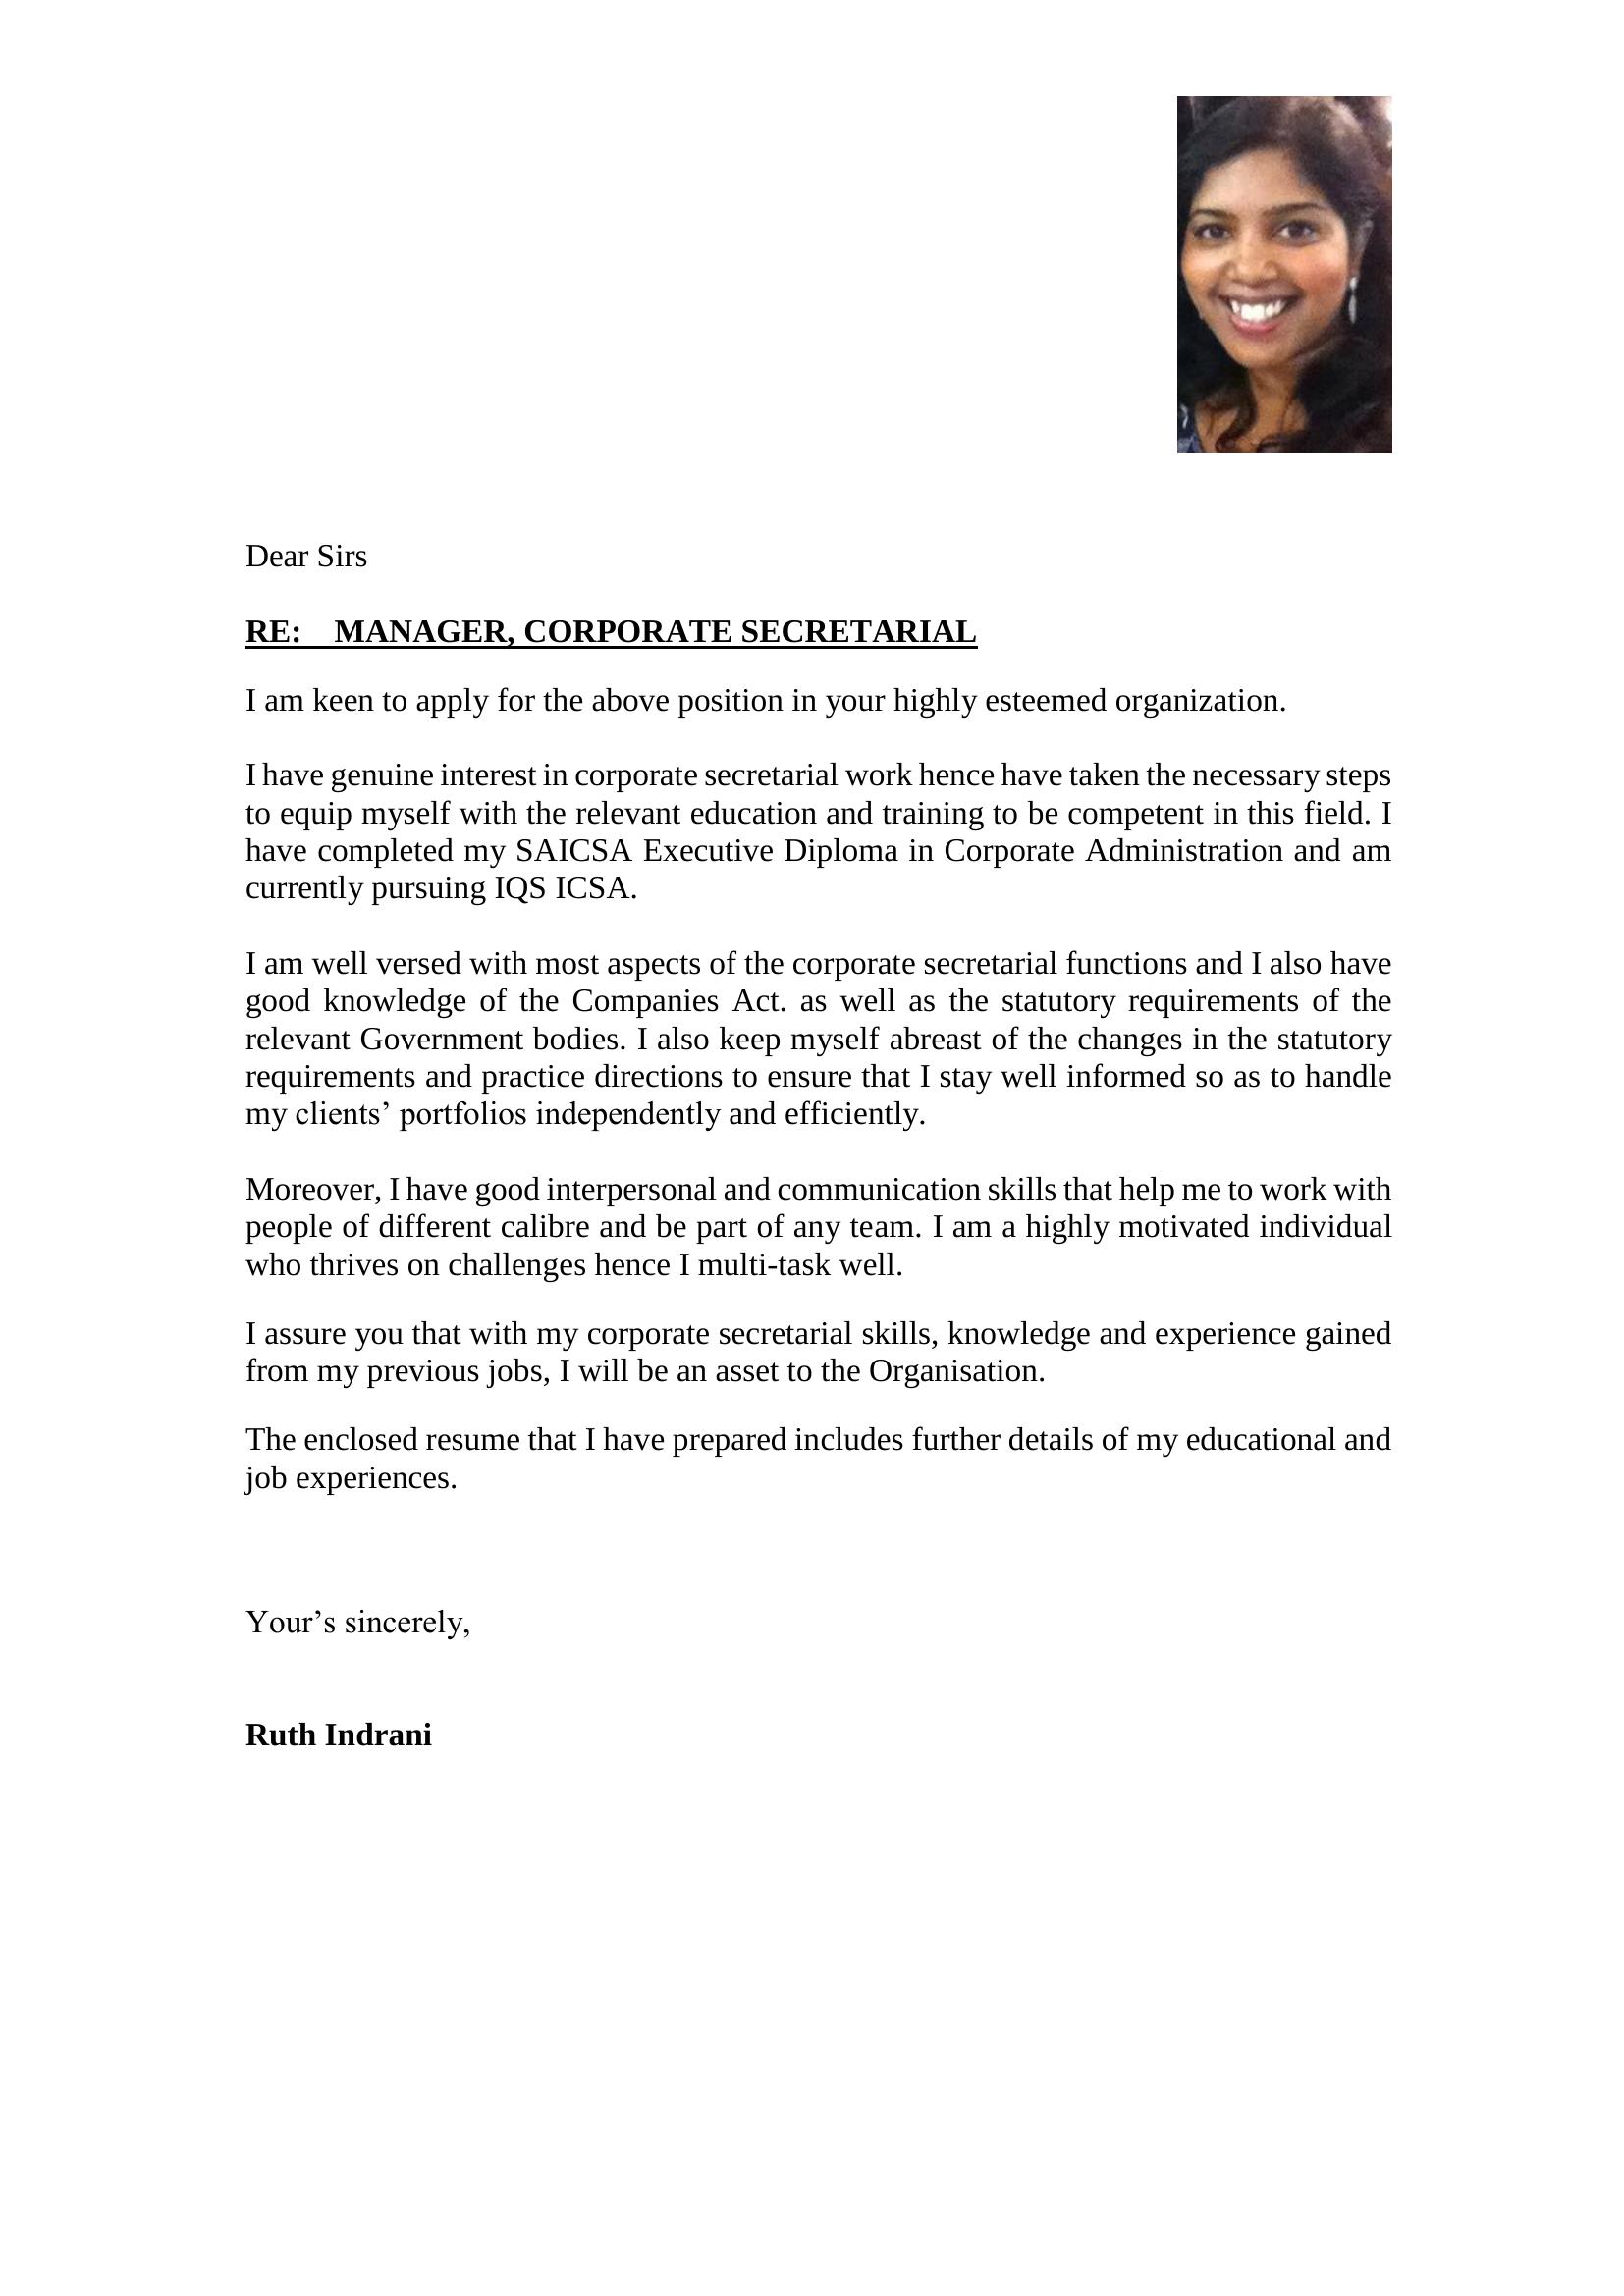 Dear Sirs
RE: MANAGER, CORPORATE SECRETARIAL
I am keen to apply for the above position in your highly esteemed organization.
I have genuine interest in corporate secretarial work hence have taken the necessary steps
to equip myself with the relevant education and training to be competent in this field. I
have completed my SAICSA Executive Diploma in Corporate Administration and am
currently pursuing IQS ICSA.
I am well versed with most aspects of the corporate secretarial functions and I also have
good knowledge of the Companies Act. as well as the statutory requirements of the
relevant Government bodies. I also keep myself abreast of the changes in the statutory
requirements and practice directions to ensure that I stay well informed so as to handle
my clients’ portfolios independently and efficiently.
Moreover, I have good interpersonal and communication skills that help me to work with
people of different calibre and be part of any team. I am a highly motivated individual
who thrives on challenges hence I multi-task well.
I assure you that with my corporate secretarial skills, knowledge and experience gained
from my previous jobs, I will be an asset to the Organisation.
The enclosed resume that I have prepared includes further details of my educational and
job experiences.
Your’s sincerely,
Ruth Indrani